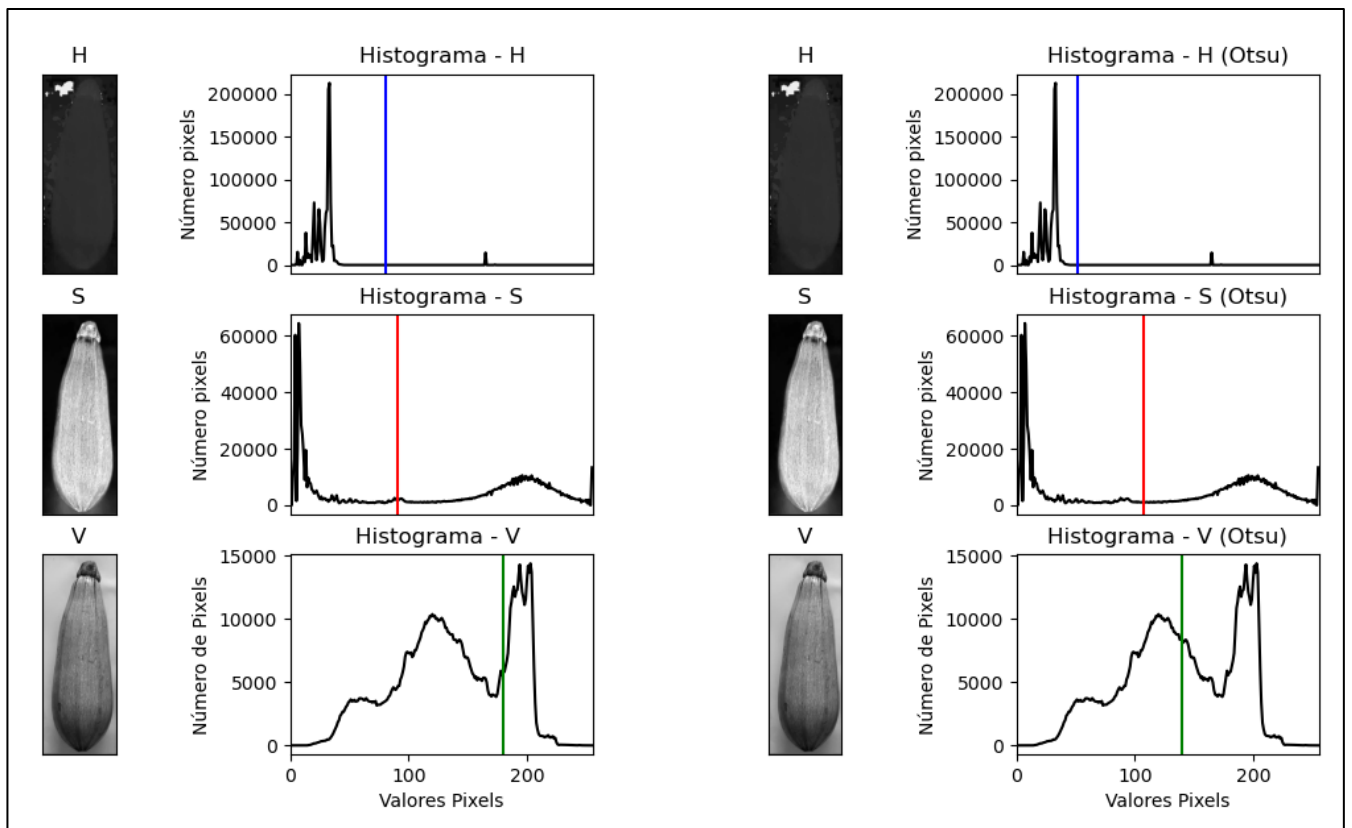 H
Histograma - H
H
Histograma - H (Otsu)
Número pixels
200000
150000
100000
50000
0
Número pixels
200000
150000
100000
50000
0
S
Histograma - S
S
Histograma - S (Otsu)
Número pixels
60000
40000
20000
0
Número pixels
60000
40000
20000
0
V
Histograma - V
V
Histograma - V (Otsu)
Número de Pixels
15000
10000
5000
0
Número de Pixels
15000
10000
5000
0
0 100 200
Valores Pixels
0 100 200
Valores Pixels